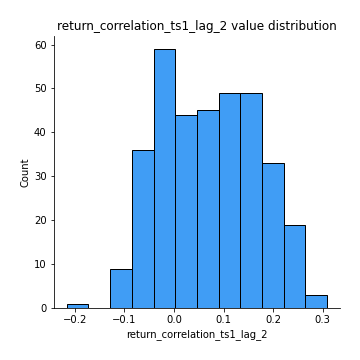 return_correlation_ts1_lag_2 value distribution
60
50
40
30
20
10
0
Count
−0.2 −0.1 0.0 0.1 0.2 0.3
return_correlation_ts1_lag_2